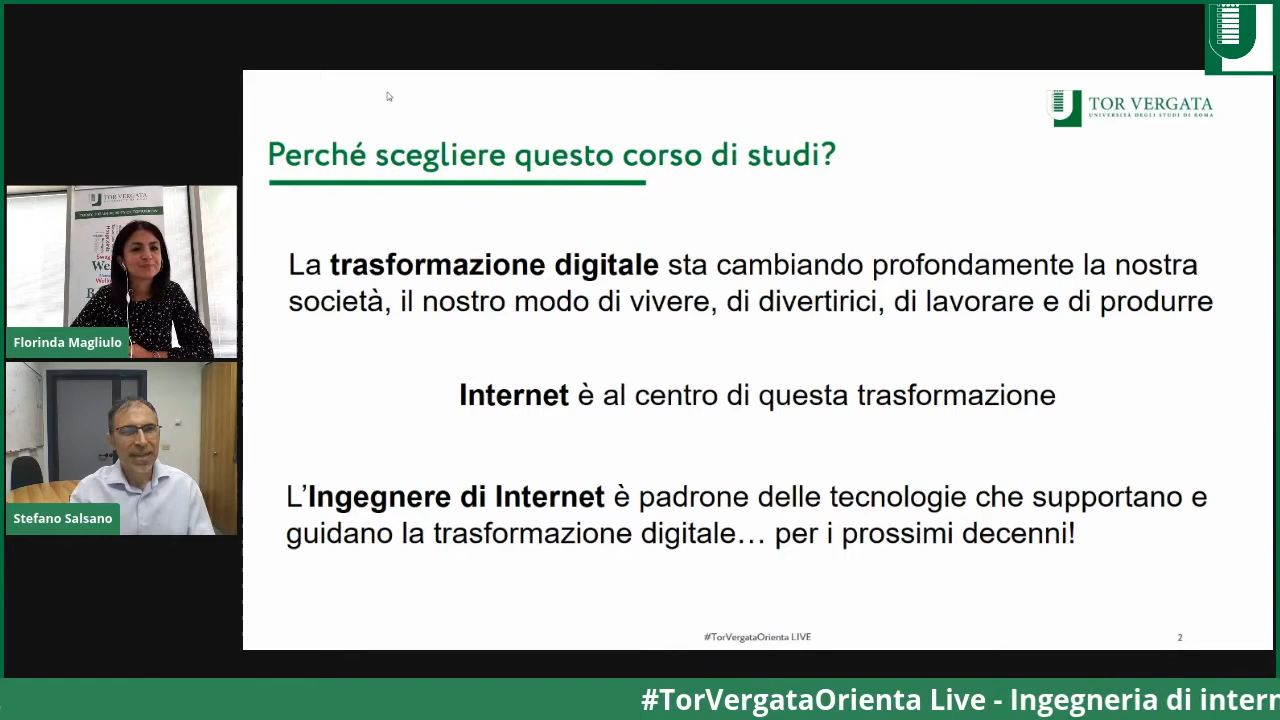 TOR VERGATA
UNIVERSITÀ DEGLI STUDI DI ROMA
Perché scegliere questo corso di studi?
La trasformazione digitale sta cambiando profondamente la nostra
società, il nostro modo di vivere, di divertirici, di lavorare e di produrre
Internet è al centro di questa trasformazione
L'Ingegnere di Internet è padrone delle tecnologie che supportano e
guidano la trasformazione digitale… per i prossimi decenni!
#TorVergataOrienta LIVE
2
TOR VERGATA
Florinda Magliulo
Stefano Salsano
#TorVergataOrienta Live - Ingegneria di intern